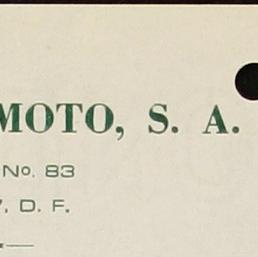 MOTO, S. A.
No. 83
, D. F.